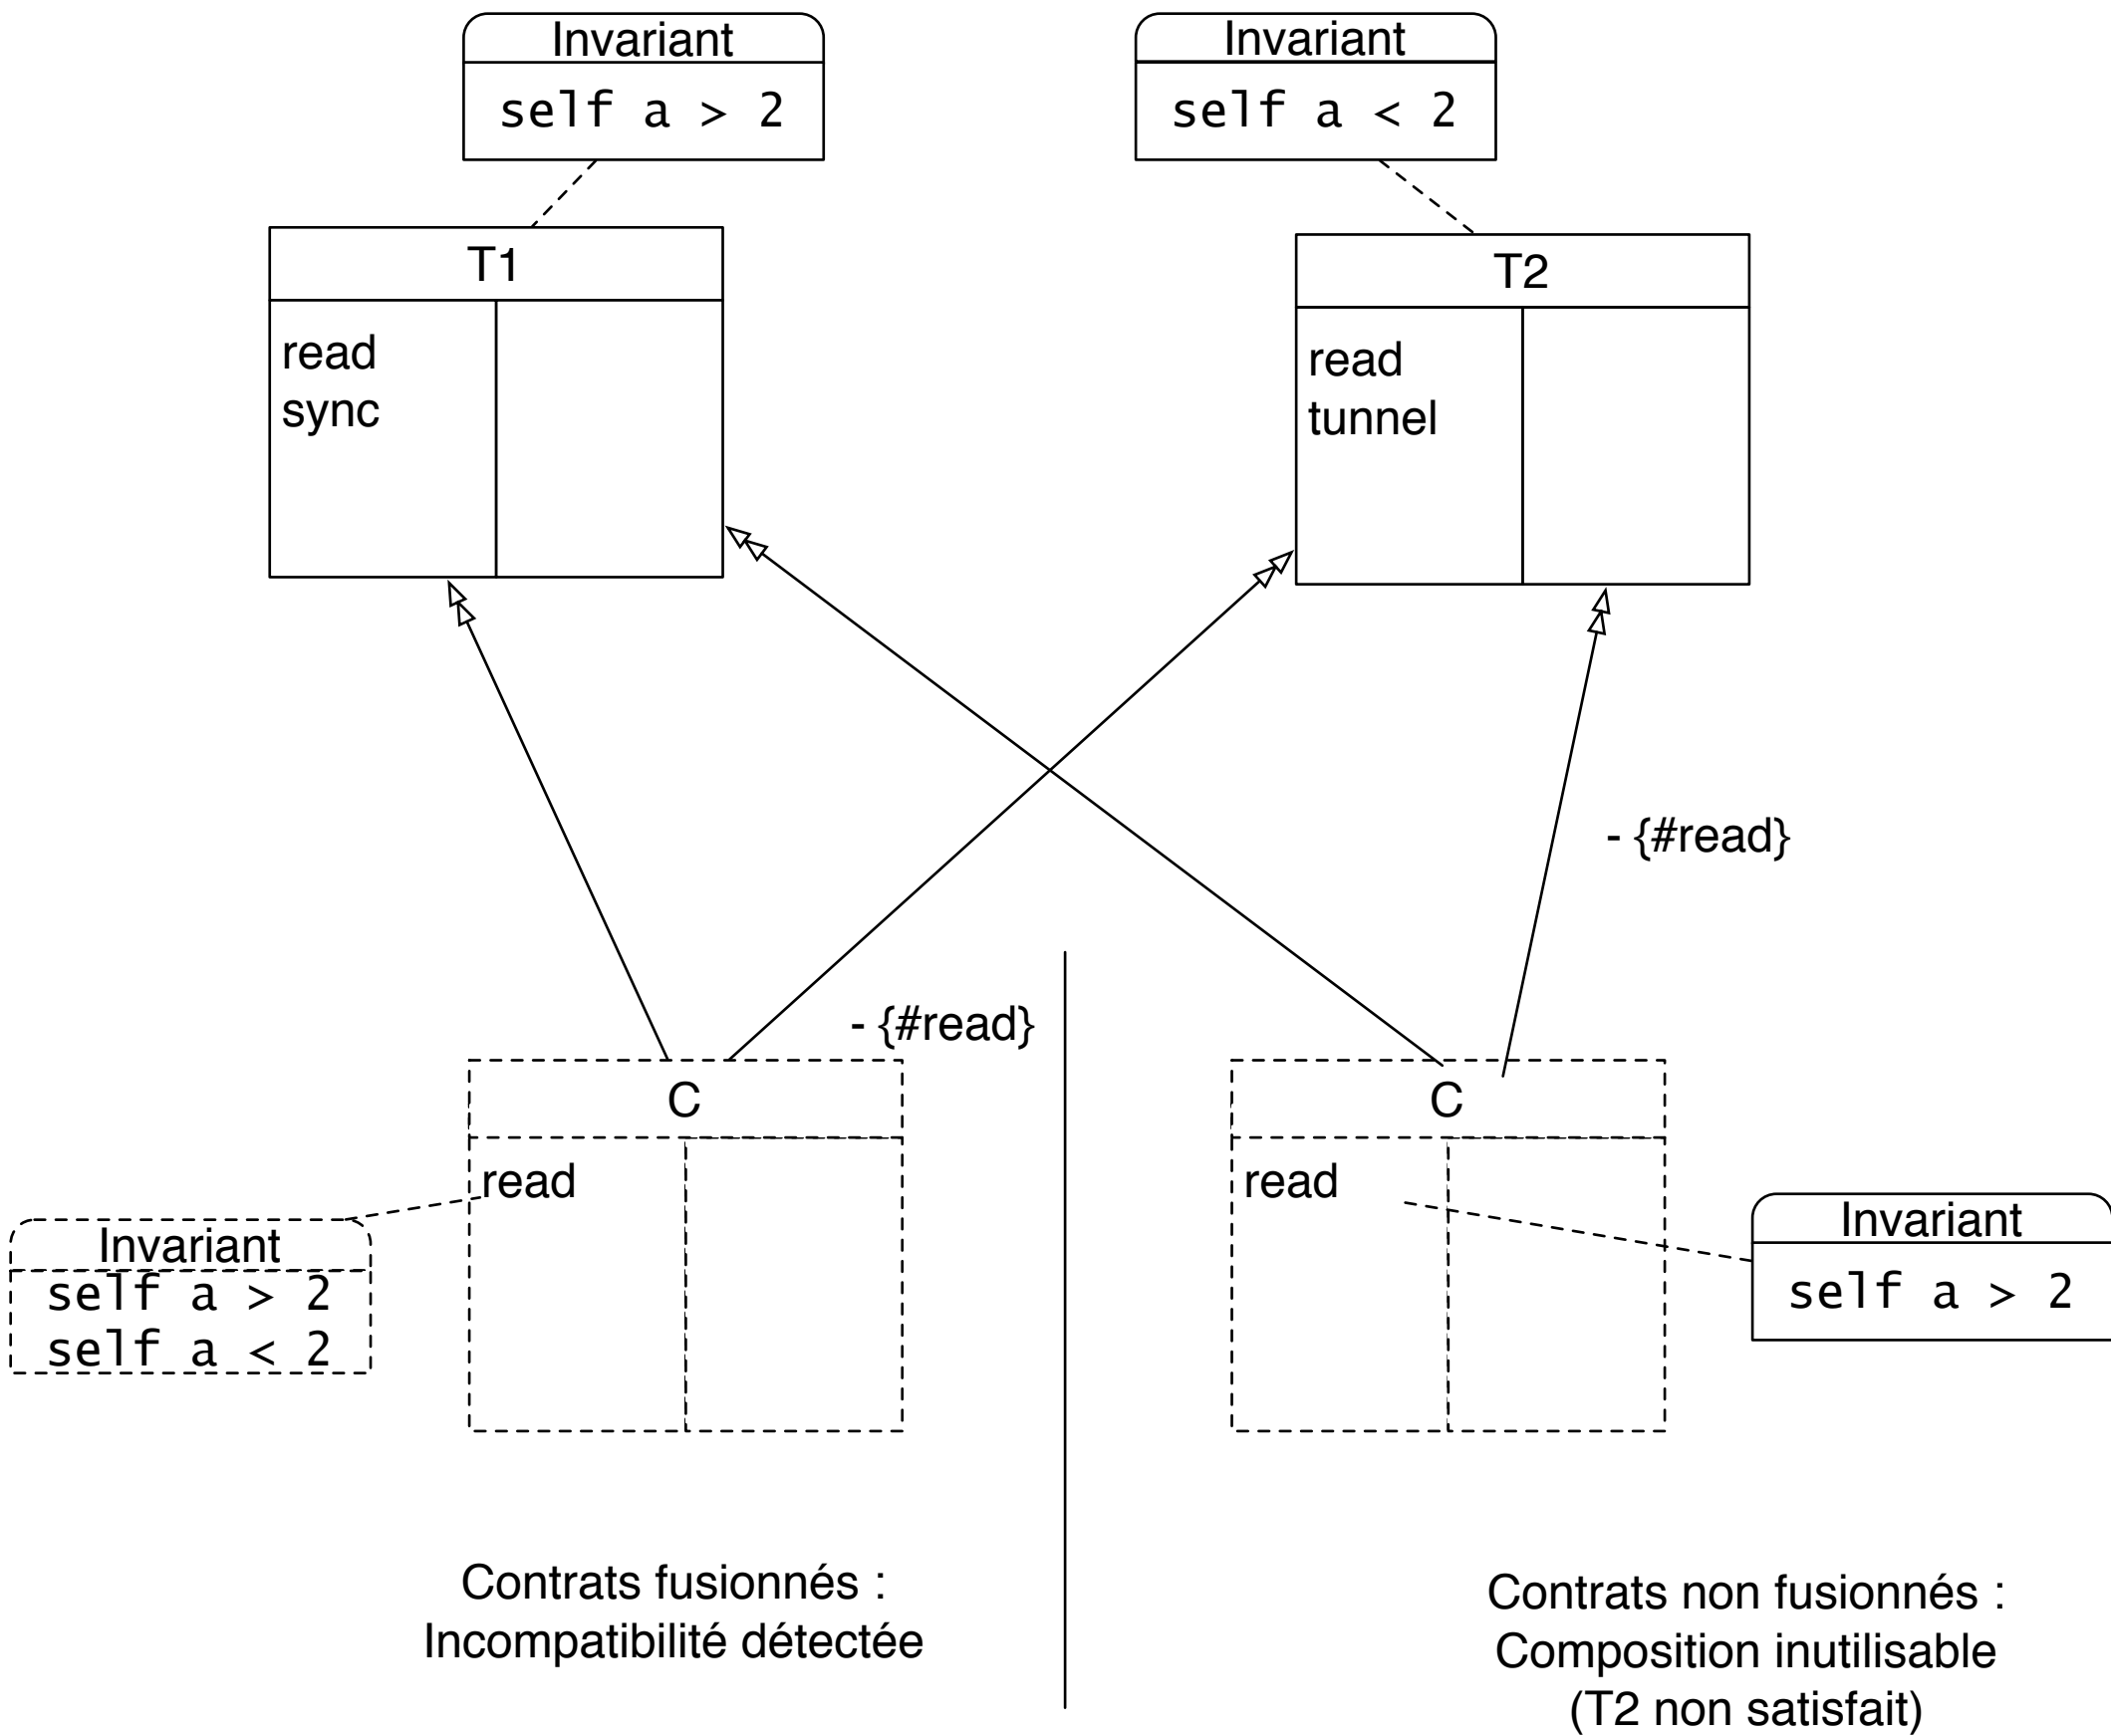 Invariant
self a > 2
Invariant
self a < 2
T1
read
sync
T2
read
tunnel
- {#read}
- {#read}
C
read
Invariant
self a > 2
self a < 2
C
read
Invariant
self a > 2
Contrats fusionnés :
Incompatibilité détectée
Contrats non fusionnés :
Composition inutilisable
(T2 non satisfait)